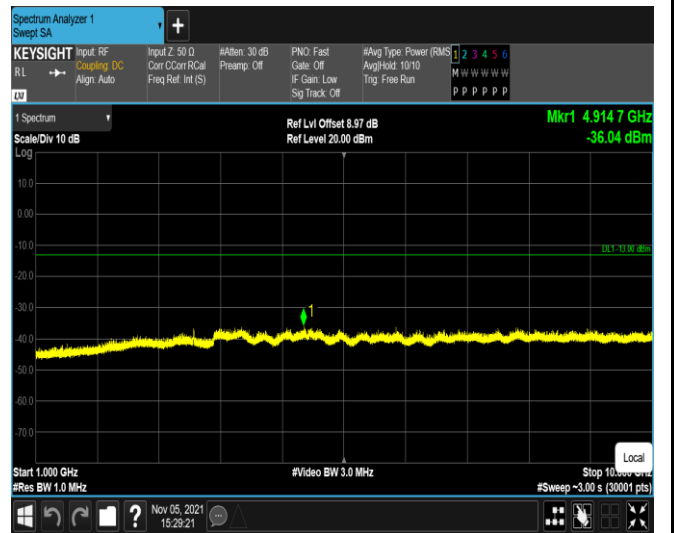 Spectrum Analyzer 1
Swept SA
+
KEYSIGHT
RL
LXI
Input: RF
Coupling: DC
Align: Auto
Input Z: 50 Ω
Corr CCorr RCal
Freq Ref: Int (S)
#Atten: 30 dB
Preamp: Off
PNO: Fast
Gate: Off
IF Gain: Low
Sig Track: Off
#Avg Type: Power (RMS
Avg|Hold: 10/10
Trig: Free Run
1 2 3 4 5 6
M W W W W W
P P P P P P
1 Spectrum
Scale/Div 10 dB
Ref Lvl Offset 8.97 dB
Ref Level 20.00 dBm
Mkr1 4.914 7 GHz
-36.04 dBm
Log
10.0
0.00
-10.0
DL1 -13.00 dBm
-20.0
-30.0
1
-40.0
-50.0
-60.0
-70.0
Local
Start 1.000 GHz
#Res BW 1.0 MHz
#Video BW 3.0 MHz
Stop 10.000 GHz
#Sweep ~3.00 s (30001 pts)
?
Nov 05, 2021
15:29:21